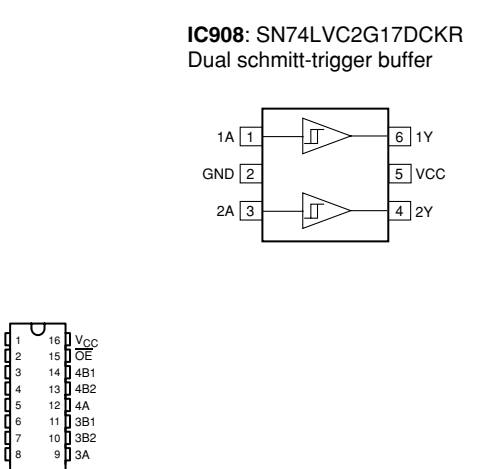 IC908: SN74LVC2G17DCKR
Dual schmitt-trigger buffer
1A 1 6 1Y
GND 2 5 VCC
2A 3 4 2Y
1 16 VCC
2 15 OE
3 14 4B1
4 13 4B2
5 12 4A
6 11 3B1
7 10 3B2
8 9 3A